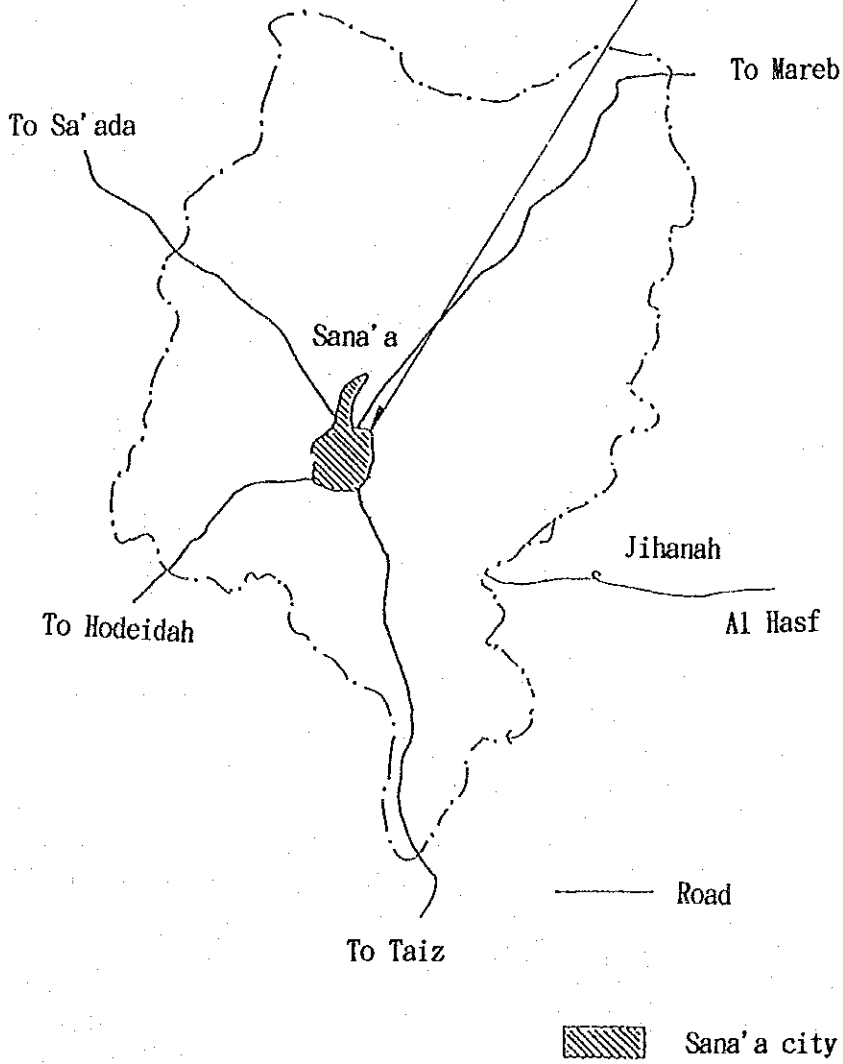 To Mareb
To Sa'ada
Sana'a
Jihanah
To Hodeidah
Al Hasf
Road
To Taiz
Sana'a city